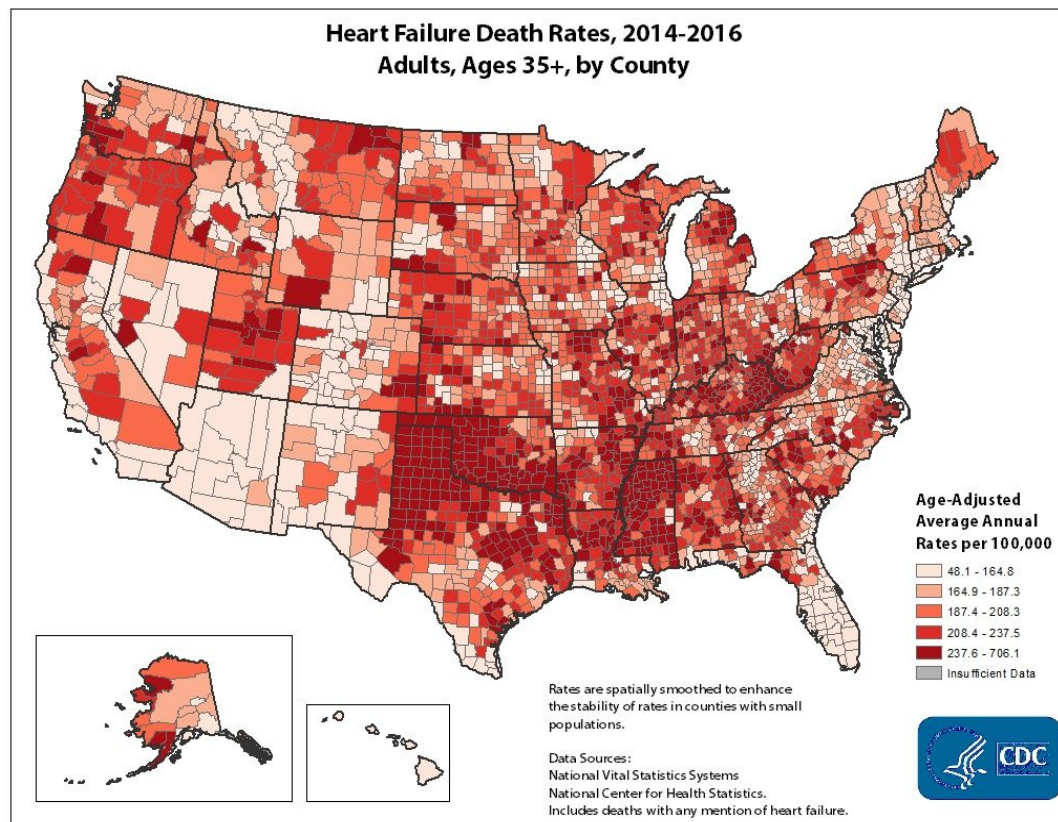 Heart Failure Death Rates, 2014-2016
Adults, Ages 35+, by County
Age-Adjusted
Average Annual
Rates per 100,000
48.1 - 164.8
164.9 - 187.3
187.4 - 208.3
208.4 - 237.5
237.6 - 706.1
Insufficient Data
Rates are spatially smoothed to enhance
the stability of rates in counties with small
populations.
Data Sources:
National Vital Statistics Systems
National Center for Health Statistics.
Includes deaths with any mention of heart failure.
CDC